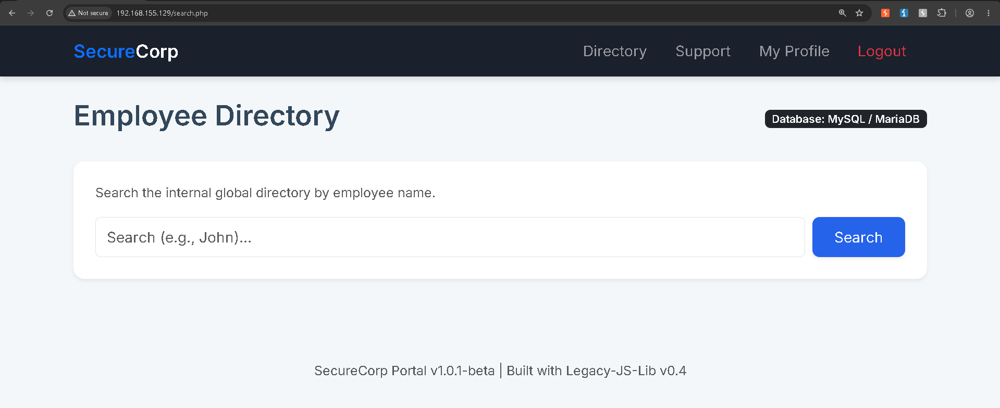 Not secure 192.168.155.129/search.php
SecureCorp Directory Support My Profile Logout
Employee Directory
Database: MySQL / MariaDB
Search the internal global directory by employee name.
Search (e.g., John)...
Search
SecureCorp Portal v1.0.1-beta | Built with Legacy-JS-Lib v0.4